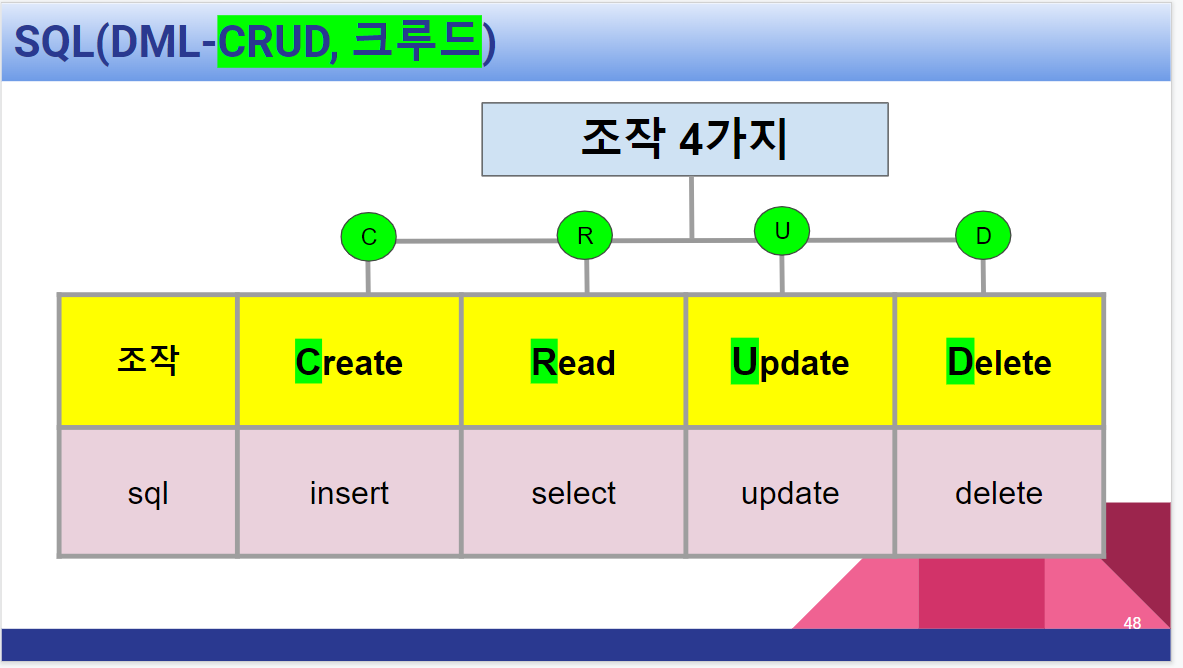 SQL(DML-CRUD, 크루드)
조작 4가지
C R U D
조작 Create Read Update Delete
sql insert select update delete
48